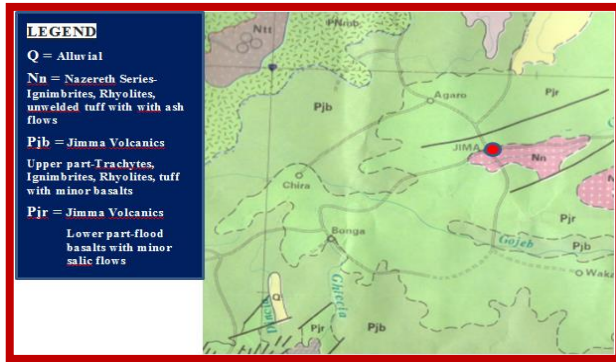 LEGEND
Q = Alluvial
Nn = Nazereth Series-
Ignimbrites, Rhyolites,
unwelded tuff with with ash
flows
Pjb = Jimma Volcanics
Upper part-Trachytes,
Ignimbrites, Rhyolites, tuff
with minor basalts
Pjr = Jimma Volcanics
Lower part-flood
basalts with minor
salic flows
Ntt
PNmb
Pjb
Agaro
Pjr
JIMA
Nn
N
Chira
Bonga
Gojeb
Pjr
Pjb
Waka
Q
Pjr
Pjb